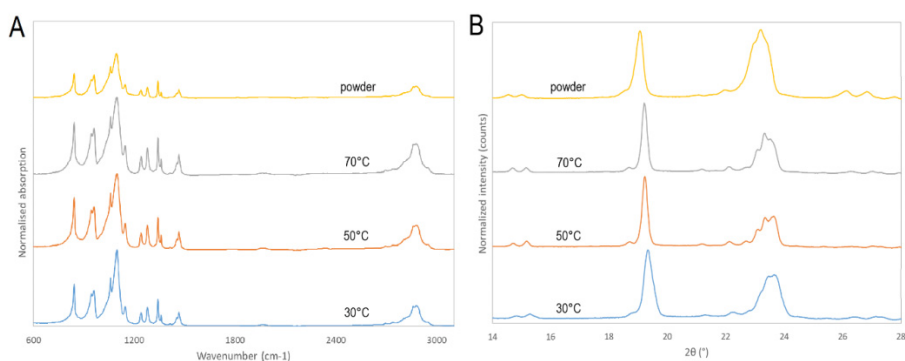 A
Normalised absorption
powder
70°C
50°C
30°C
600 1200 1800 2400 3000
Wavenumber (cm-1)
B
Normalized intensity (counts)
powder
70°C
50°C
30°C
14 16 18 20 22 24 26 28
2θ (°)